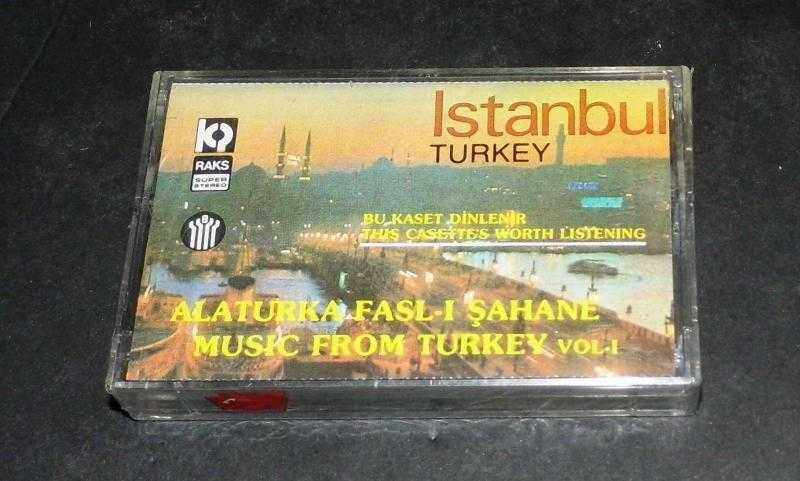 Istanbul
TURKEY
RAKS
SUPER
STEREO
BU KASET DİNLENİR
THIS CASETTE'S WORTH LISTENING
ALATURKA FASL-I ŞAHANE
MUSIC FROM TURKEY VOL-I